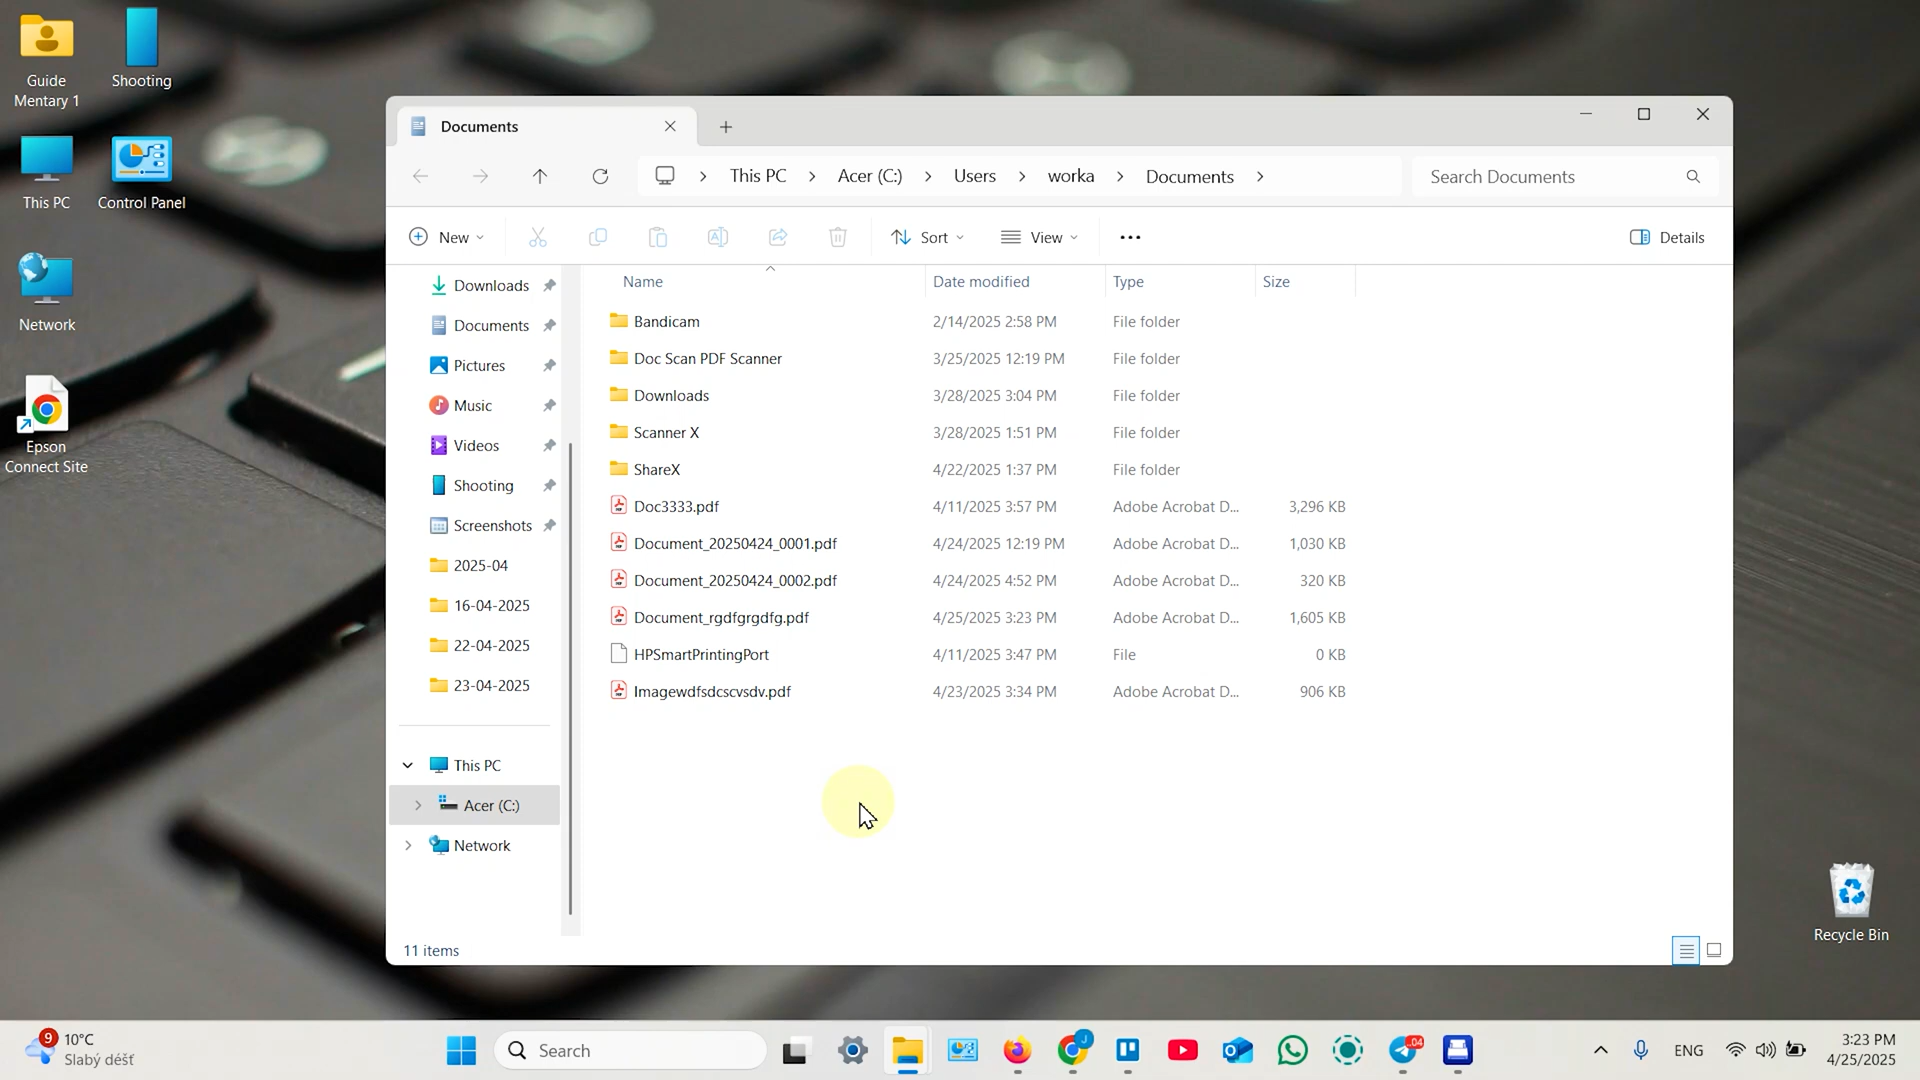 Guide
Mentary 1
Shooting
This PC
Control Panel
Network
Epson
Connect Site
Documents
This PC
Acer (C:)
Users
worka
Documents
Search Documents
New
Sort
View
Details
Downloads
Documents
Pictures
Music
Videos
Shooting
Screenshots
2025-04
16-04-2025
22-04-2025
23-04-2025
This PC
Acer (C:)
Network
Name Date modified Type Size
Bandicam 2/14/2025 2:58 PM File folder
Doc Scan PDF Scanner 3/25/2025 12:19 PM File folder
Downloads 3/28/2025 3:04 PM File folder
Scanner X 3/28/2025 1:51 PM File folder
ShareX 4/22/2025 1:37 PM File folder
Doc3333.pdf 4/11/2025 3:57 PM Adobe Acrobat D... 3,296 KB
Document_20250424_0001.pdf 4/24/2025 12:19 PM Adobe Acrobat D... 1,030 KB
Document_20250424_0002.pdf 4/24/2025 4:52 PM Adobe Acrobat D... 320 KB
Document_rgdfgrgdfg.pdf 4/25/2025 3:23 PM Adobe Acrobat D... 1,605 KB
HPSmartPrintingPort 4/11/2025 3:47 PM File 0 KB
Imagewdfsdcscvsdv.pdf 4/23/2025 3:34 PM Adobe Acrobat D... 906 KB
11 items
Recycle Bin
9
10°C
Slabý déšť
Search
J
.04
ENG
3:23 PM
4/25/2025